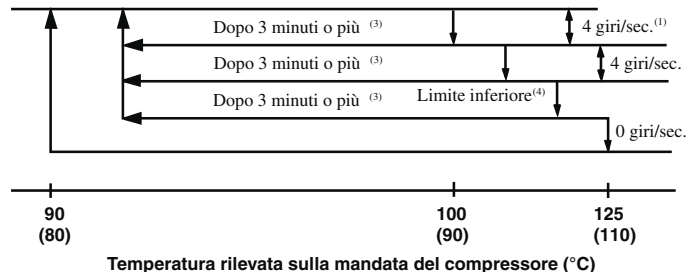 Dopo 3 minuti o più (3)
4 giri/sec.(1)
Dopo 3 minuti o più (3)
4 giri/sec.
Dopo 3 minuti o più (3)
Limite inferiore(4)
0 giri/sec.
90 100 125
(80) (90) (110)
Temperatura rilevata sulla mandata del compressore (°C)